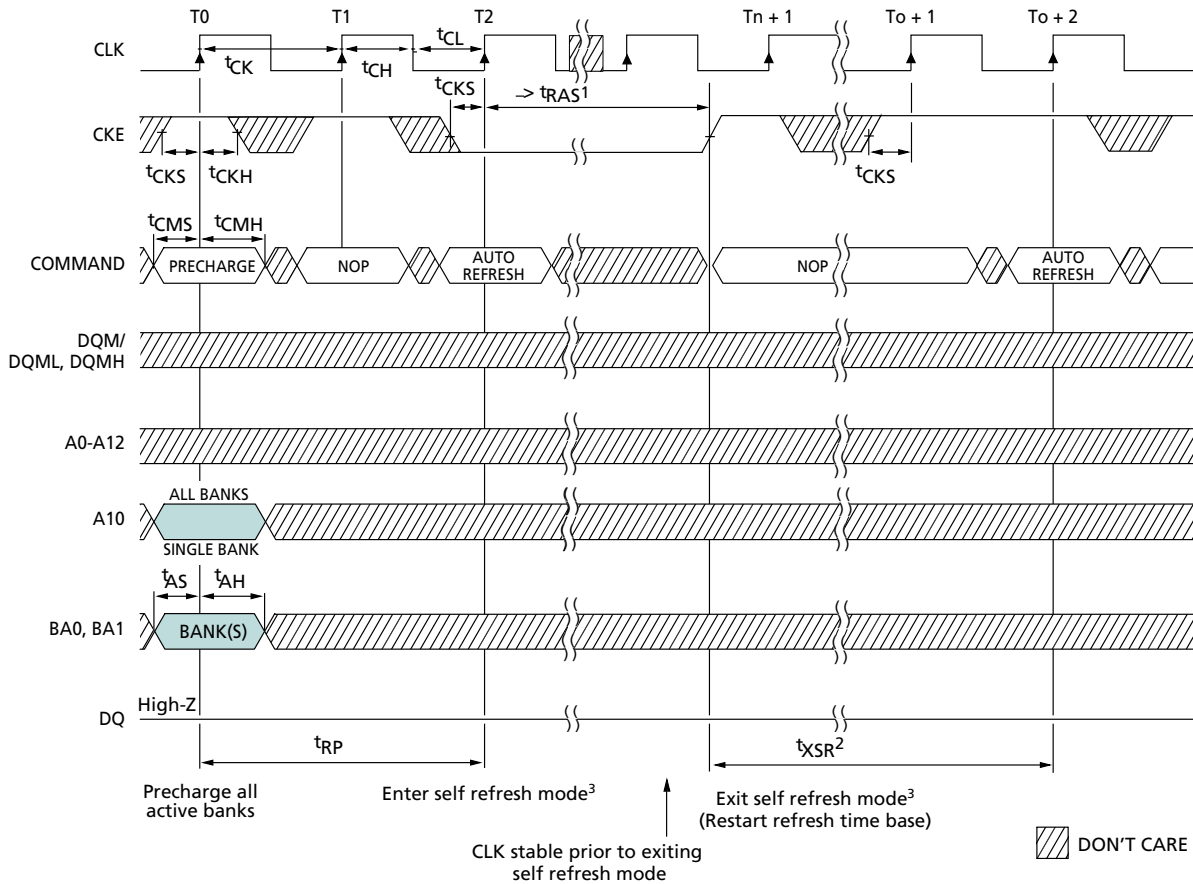 T0 T1 T2 Tn + 1 To + 1 To + 2
CLK
tCK
tCH
tCL
tCKS
–> tRAS1
CKE
tCKS
tCKH
tCKS
tCMS
tCMH
COMMAND
PRECHARGE
NOP
AUTO
REFRESH
NOP
AUTO
REFRESH
DQM/
DQML, DQMH
A0-A12
ALL BANKS
A10
SINGLE BANK
tAS
tAH
BA0, BA1
BANK(S)
High-Z
DQ
tRP
tXSR2
Precharge all
active banks
Enter self refresh mode3
CLK stable prior to exiting
self refresh mode
Exit self refresh mode3
(Restart refresh time base)
DON'T CARE